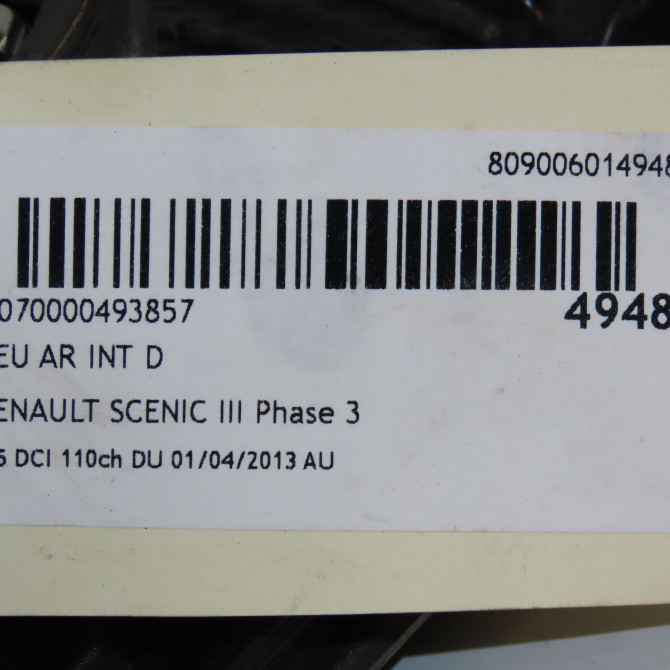 809006014948
070000493857 4948
EU AR INT D
ENAULT SCENIC III Phase 3
5 DCI 110ch DU 01/04/2013 AU